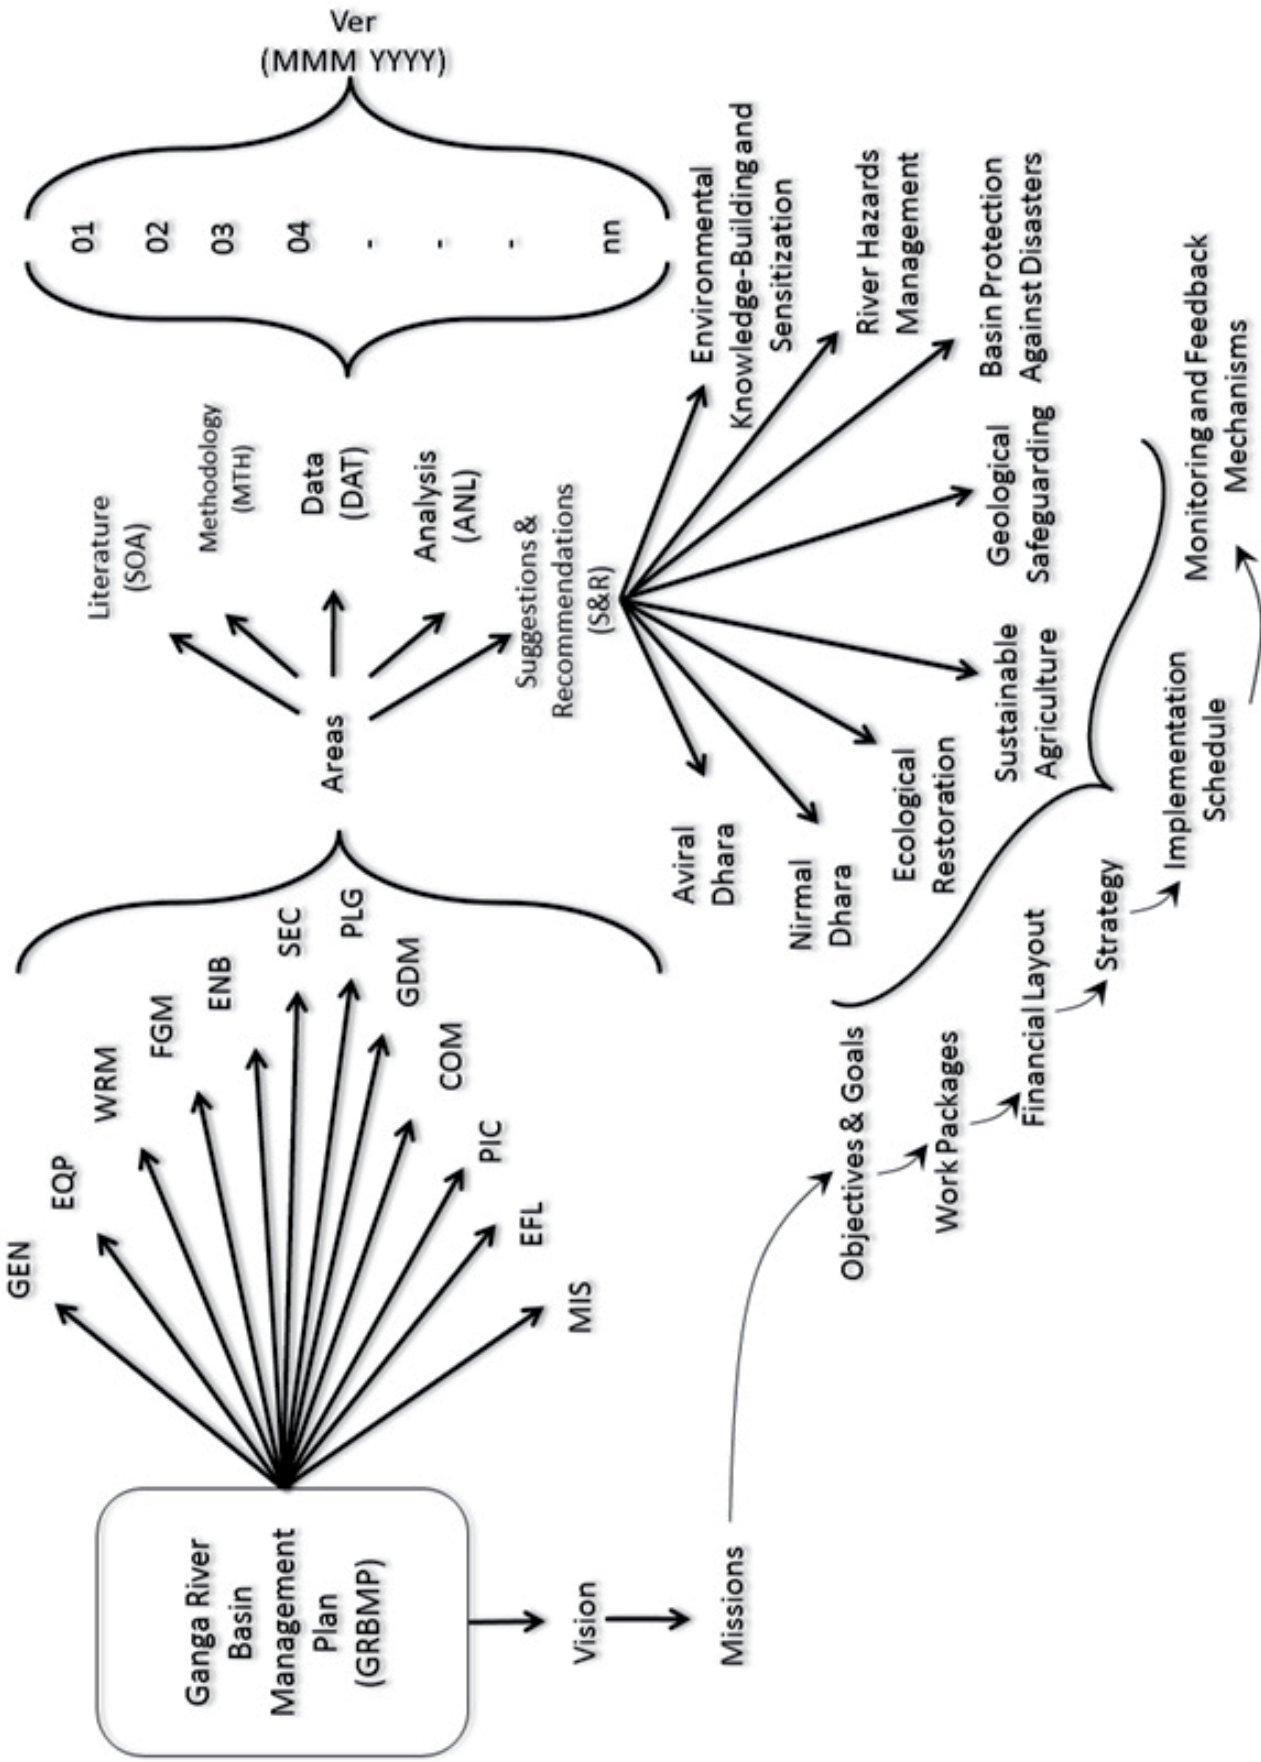 Ganga River
Basin
Management
Plan
(GRBMP)
GEN
EQP
WRM
FGM
ENB
SEC
PLG
GDM
COM
PIC
EFL
MIS
Areas
Literature
(SOA)
Methodology
(MTH)
Data
(DAT)
Analysis
(ANL)
Suggestions &
Recommendations
(S&R)
01
02
03
04
-
-
-
nn
Ver
(MMM YYYY)
Aviral
Dhara
Nirmal
Dhara
Ecological
Restoration
Sustainable
Agriculture
Geological
Safeguarding
Basin Protection
Against Disasters
River Hazards
Management
Environmental
Knowledge-Building and
Sensitization
Vision
Missions
Objectives & Goals
Work Packages
Financial Layout
Strategy
Implementation
Schedule
Monitoring and Feedback
Mechanisms